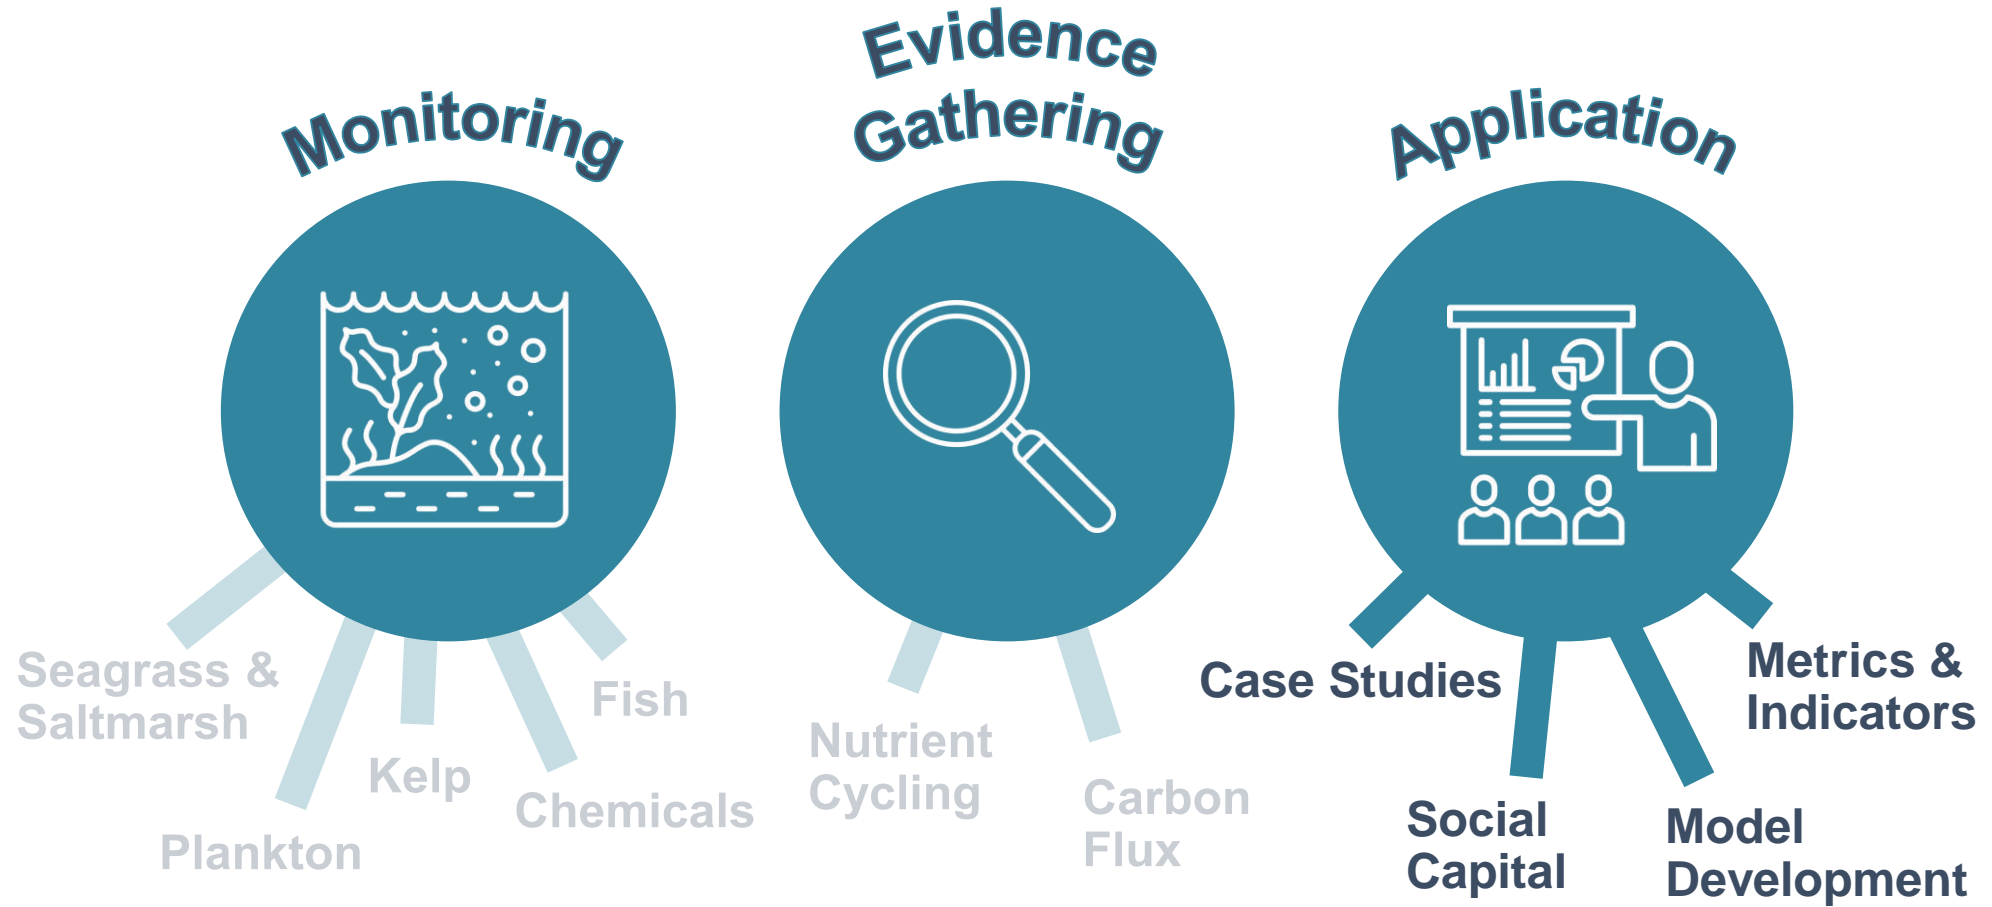 Monitoring
Seagrass &
Saltmarsh
Plankton
Kelp
Chemicals
Fish
Evidence
Gathering
Nutrient
Cycling
Carbon
Flux
Application
Case Studies
Social
Capital
Model
Development
Metrics &
Indicators